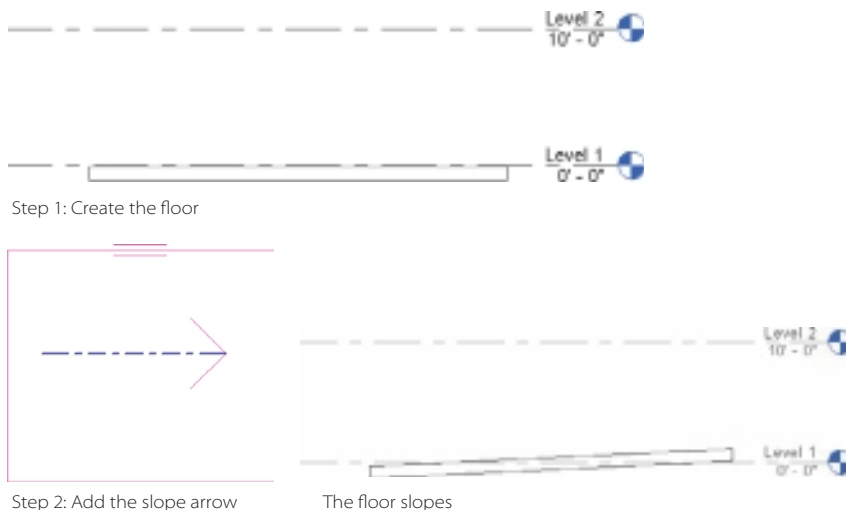 Level 2
10' - 0"
Level 1
0' - 0"
Step 1: Create the floor
Level 2
10' - 0"
Level 1
0' - 0"
Step 2: Add the slope arrow
The floor slopes